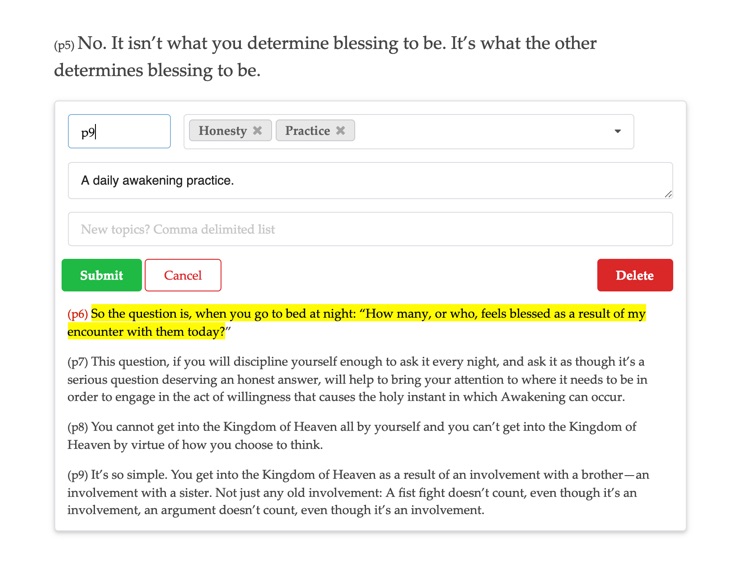 (p5) No. It isn’t what you determine blessing to be. It’s what the other
determines blessing to be.
p9
Honesty ✖ Practice ✖
A daily awakening practice.
New topics? Comma delimited list
Submit Cancel Delete
(p6) So the question is, when you go to bed at night: “How many, or who, feels blessed as a result of my
encounter with them today?”
(p7) This question, if you will discipline yourself enough to ask it every night, and ask it as though it’s a
serious question deserving an honest answer, will help to bring your attention to where it needs to be in
order to engage in the act of willingness that causes the holy instant in which Awakening can occur.
(p8) You cannot get into the Kingdom of Heaven all by yourself and you can’t get into the Kingdom of
Heaven by virtue of how you choose to think.
(p9) It’s so simple. You get into the Kingdom of Heaven as a result of an involvement with a brother—an
involvement with a sister. Not just any old involvement: A fist fight doesn’t count, even though it’s an
involvement, an argument doesn’t count, even though it’s an involvement.